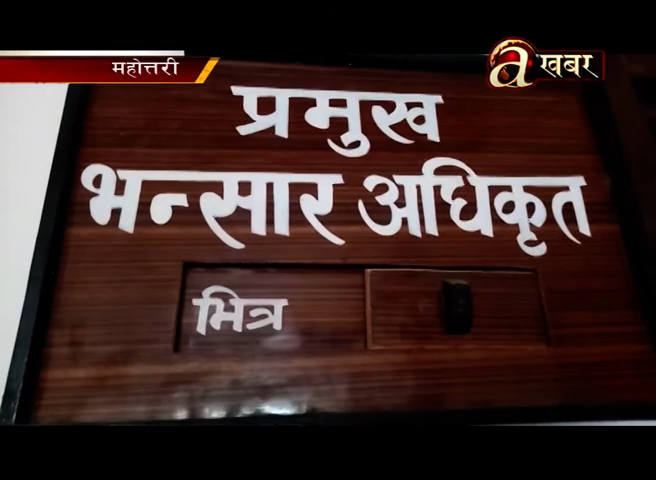 महोत्तरी
a खबर
प्रमुख
भन्सार अधिकृत
भित्र